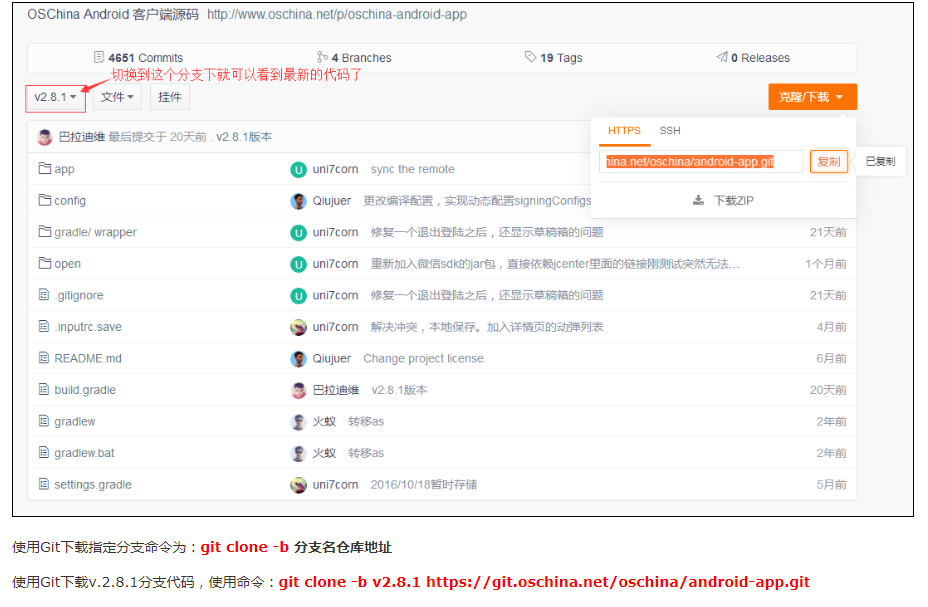 OSChina Android 客户端源码 http://www.oschina.net/p/oschina-android-app
4651 Commits 4 Branches 19 Tags 0 Releases
切换到这个分支下就可以看到最新的代码了
v2.8.1 文件 挂件 克隆/下载
HTTPS SSH
巴拉迪维 最后提交于 20天前 . v2.8.1版本
hina.net/oschina/android-app.git 复制 已复制
app uni7corn sync the remote
下载ZIP
config Qiujuer 更改编译配置，实现动态配置signingConfigs
gradle/ wrapper uni7corn 修复一个退出登陆之后，还显示草稿箱的问题 21天前
open uni7corn 重新加入微信sdk的jar包，直接依赖jcenter里面的链接刚测试突然无法... 1个月前
.gitignore uni7corn 修复一个退出登陆之后，还显示草稿箱的问题 21天前
.inputrc.save uni7corn 解决冲突，本地保存。加入详情页的动弹列表 4月前
README.md Qiujuer Change project license 6月前
build.gradle 巴拉迪维 v2.8.1版本 20天前
gradlew 火蚁 转移as 2年前
gradlew.bat 火蚁 转移as 2年前
settings.gradle uni7corn 2016/10/18暂时存储 5月前
使用Git下载指定分支命令为：git clone -b 分支名仓库地址
使用Git下载v.2.8.1分支代码，使用命令：git clone -b v2.8.1 https://git.oschina.net/oschina/android-app.git